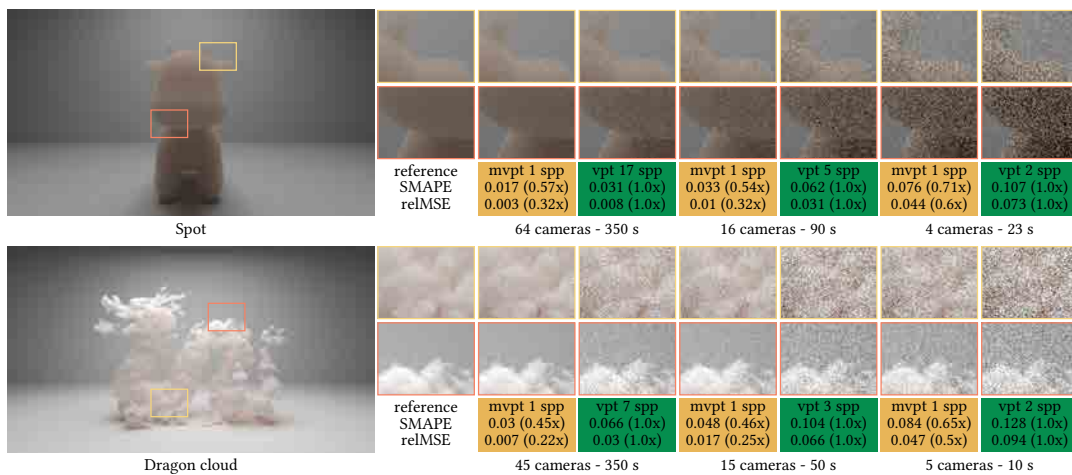 reference mvpt 1 spp vpt 17 spp mvpt 1 spp vpt 5 spp mvpt 1 spp vpt 2 spp
SMAPE 0.017 (0.57x) 0.031 (1.0x) 0.033 (0.54x) 0.062 (1.0x) 0.076 (0.71x) 0.107 (1.0x)
relMSE 0.003 (0.32x) 0.008 (1.0x) 0.01 (0.32x) 0.031 (1.0x) 0.044 (0.6x) 0.073 (1.0x)
Spot 64 cameras - 350 s 16 cameras - 90 s 4 cameras - 23 s
reference mvpt 1 spp vpt 7 spp mvpt 1 spp vpt 3 spp mvpt 1 spp vpt 2 spp
SMAPE 0.03 (0.45x) 0.066 (1.0x) 0.048 (0.46x) 0.104 (1.0x) 0.084 (0.65x) 0.128 (1.0x)
relMSE 0.007 (0.22x) 0.03 (1.0x) 0.017 (0.25x) 0.066 (1.0x) 0.047 (0.5x) 0.094 (1.0x)
Dragon cloud 45 cameras - 350 s 15 cameras - 50 s 5 cameras - 10 s